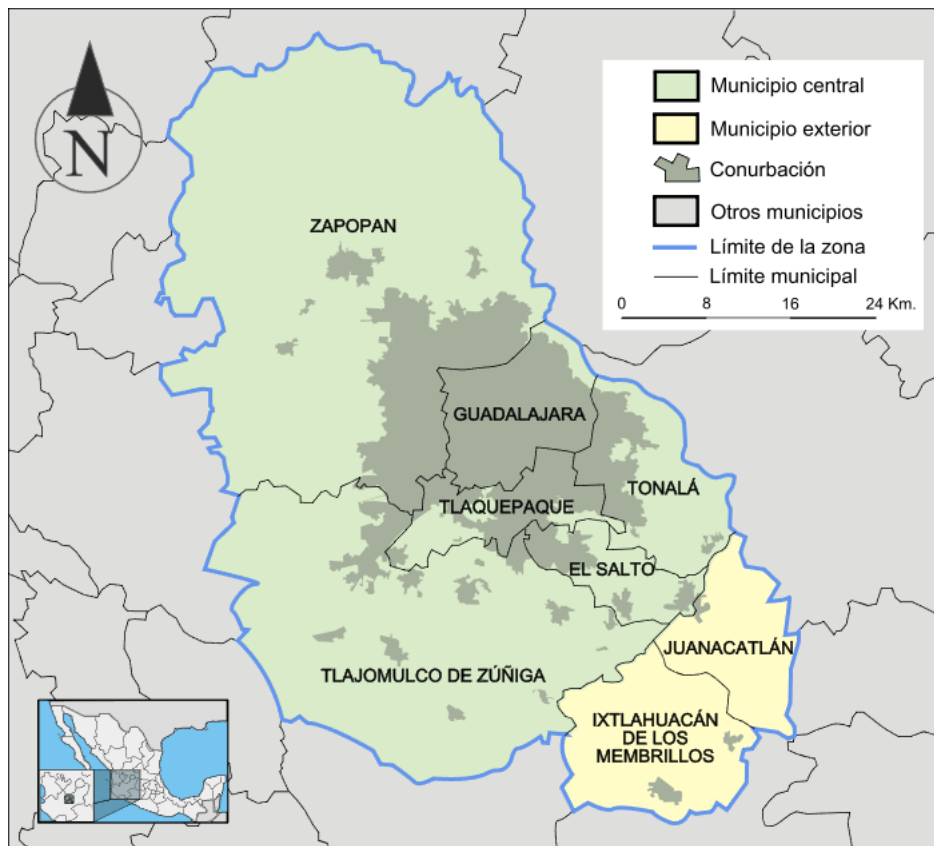 N
Municipio central
Municipio exterior
Conurbación
Otros municipios
Límite de la zona
Límite municipal
0 8 16 24 Km.
ZAPOPAN
GUADALAJARA
TONALÁ
TLAQUEPAQUE
EL SALTO
JUANACATLÁN
TLAJOMULCO DE ZÚÑIGA
IXTLAHUACÁN
DE LOS
MEMBRILLOS